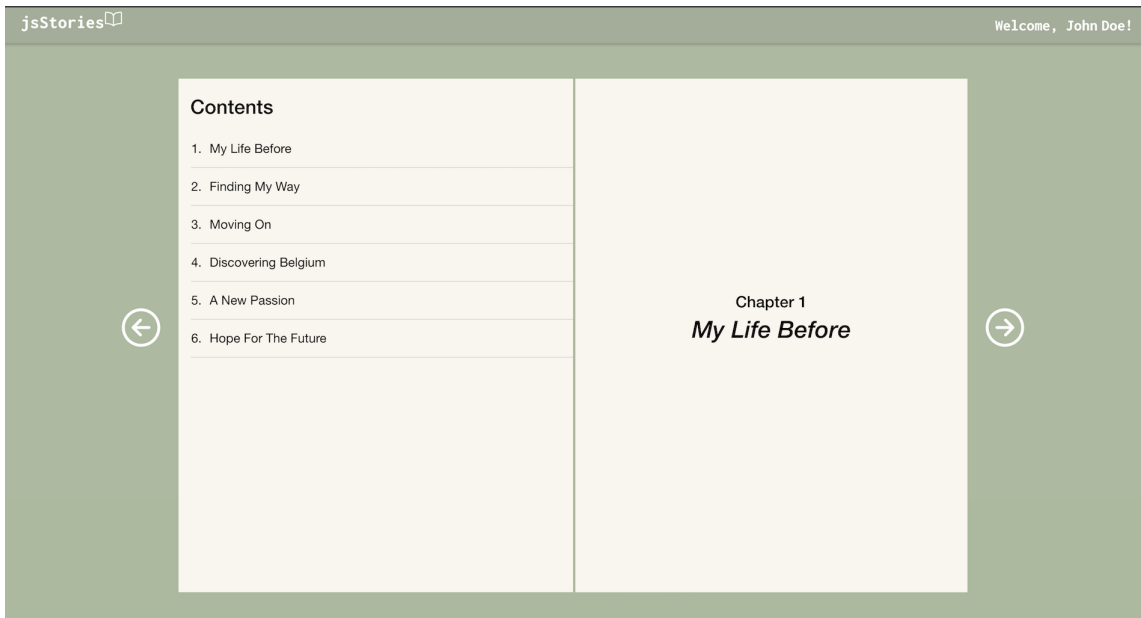 jsStories
Welcome, John Doe!
Contents
1. My Life Before
2. Finding My Way
3. Moving On
4. Discovering Belgium
5. A New Passion
6. Hope For The Future
Chapter 1
My Life Before